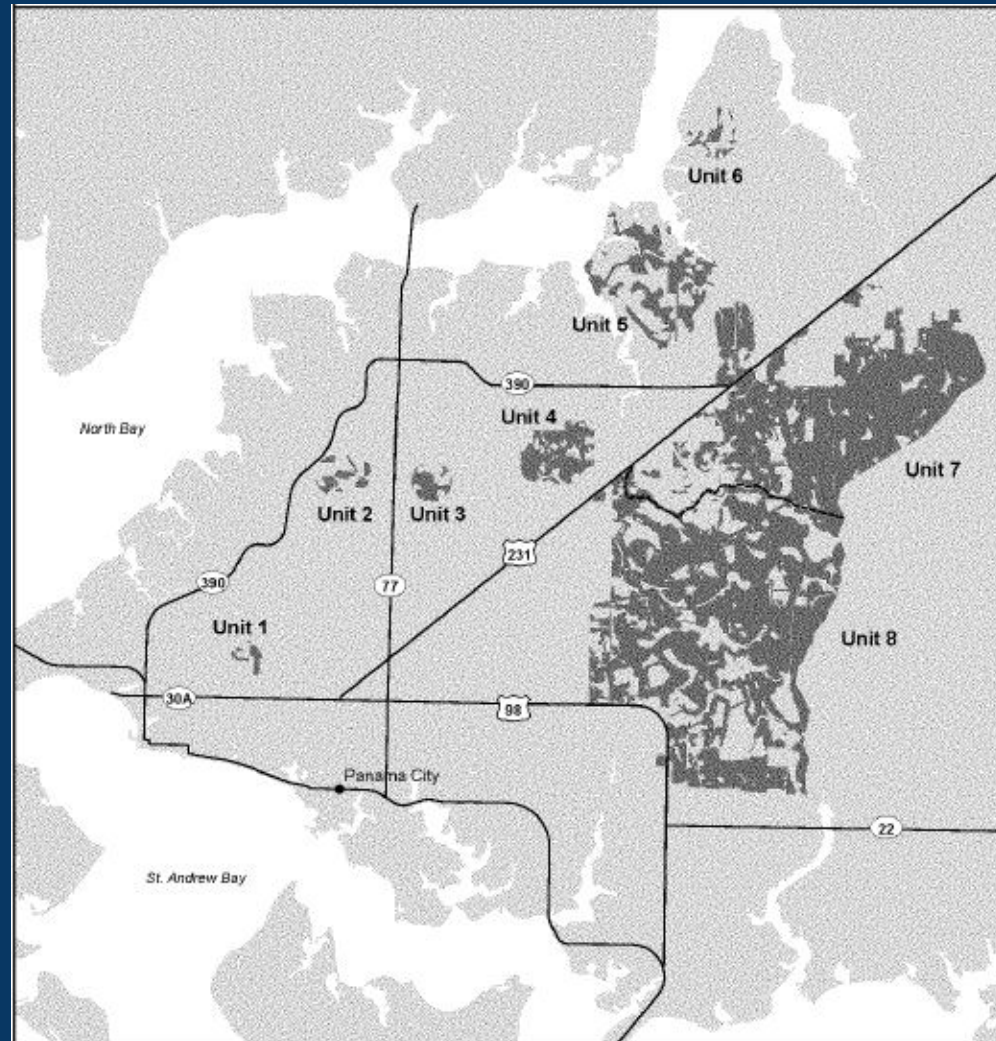 Unit 6
Unit 5
390
Unit 4
North Bay
Unit 7
Unit 2
Unit 3
231
390
77
Unit 1
Unit 8
30A
98
Panama City
22
St. Andrew Bay